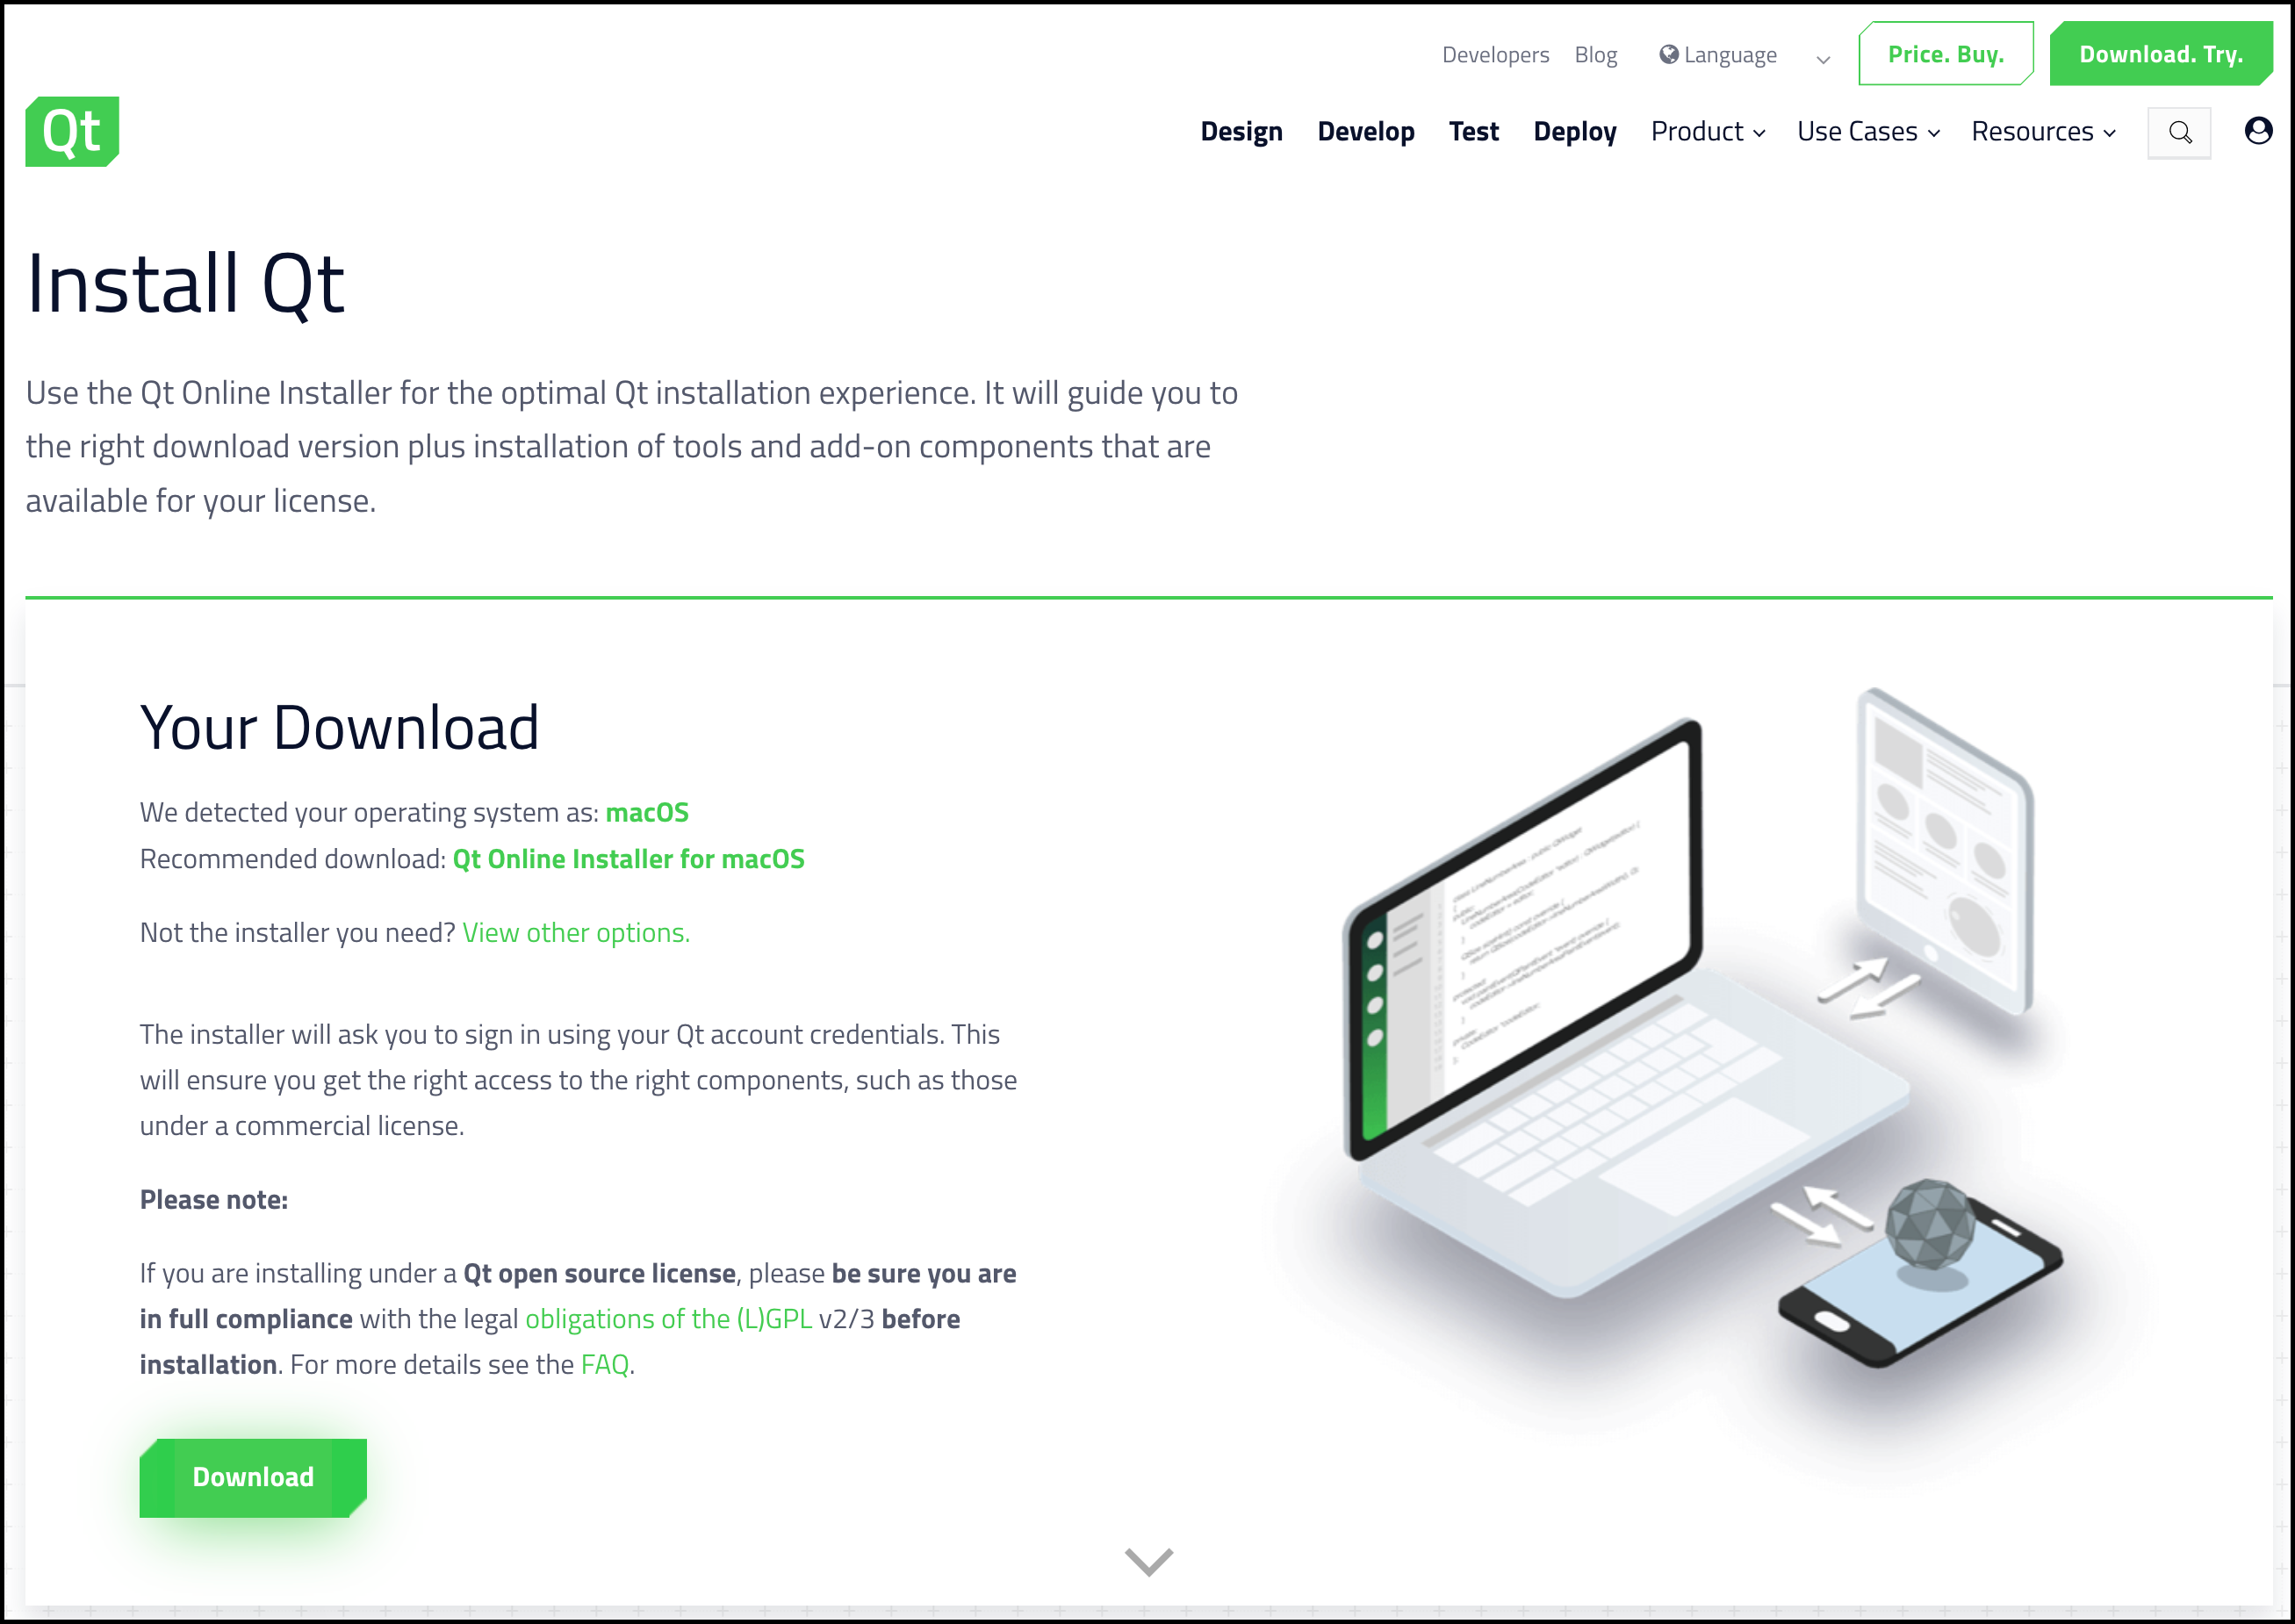 Developers Blog Language Price. Buy. Download. Try.
Qt
Design Develop Test Deploy Product Use Cases Resources
Install Qt
Use the Qt Online Installer for the optimal Qt installation experience. It will guide you to
the right download version plus installation of tools and add-on components that are
available for your license.
Your Download
We detected your operating system as: macOS
Recommended download: Qt Online Installer for macOS
Not the installer you need? View other options.
The installer will ask you to sign in using your Qt account credentials. This
will ensure you get the right access to the right components, such as those
under a commercial license.
Please note:
If you are installing under a Qt open source license, please be sure you are
in full compliance with the legal obligations of the (L)GPL v2/3 before
installation. For more details see the FAQ.
Download